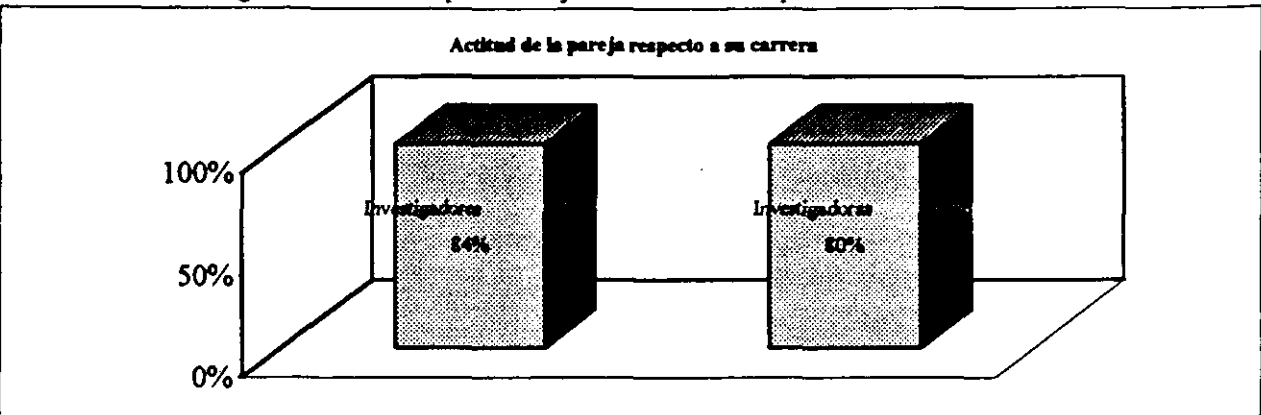 Actitud de la pareja respecto a su carrera
100%
Investigadores
Investigadoras
84%
80%
50%
0%